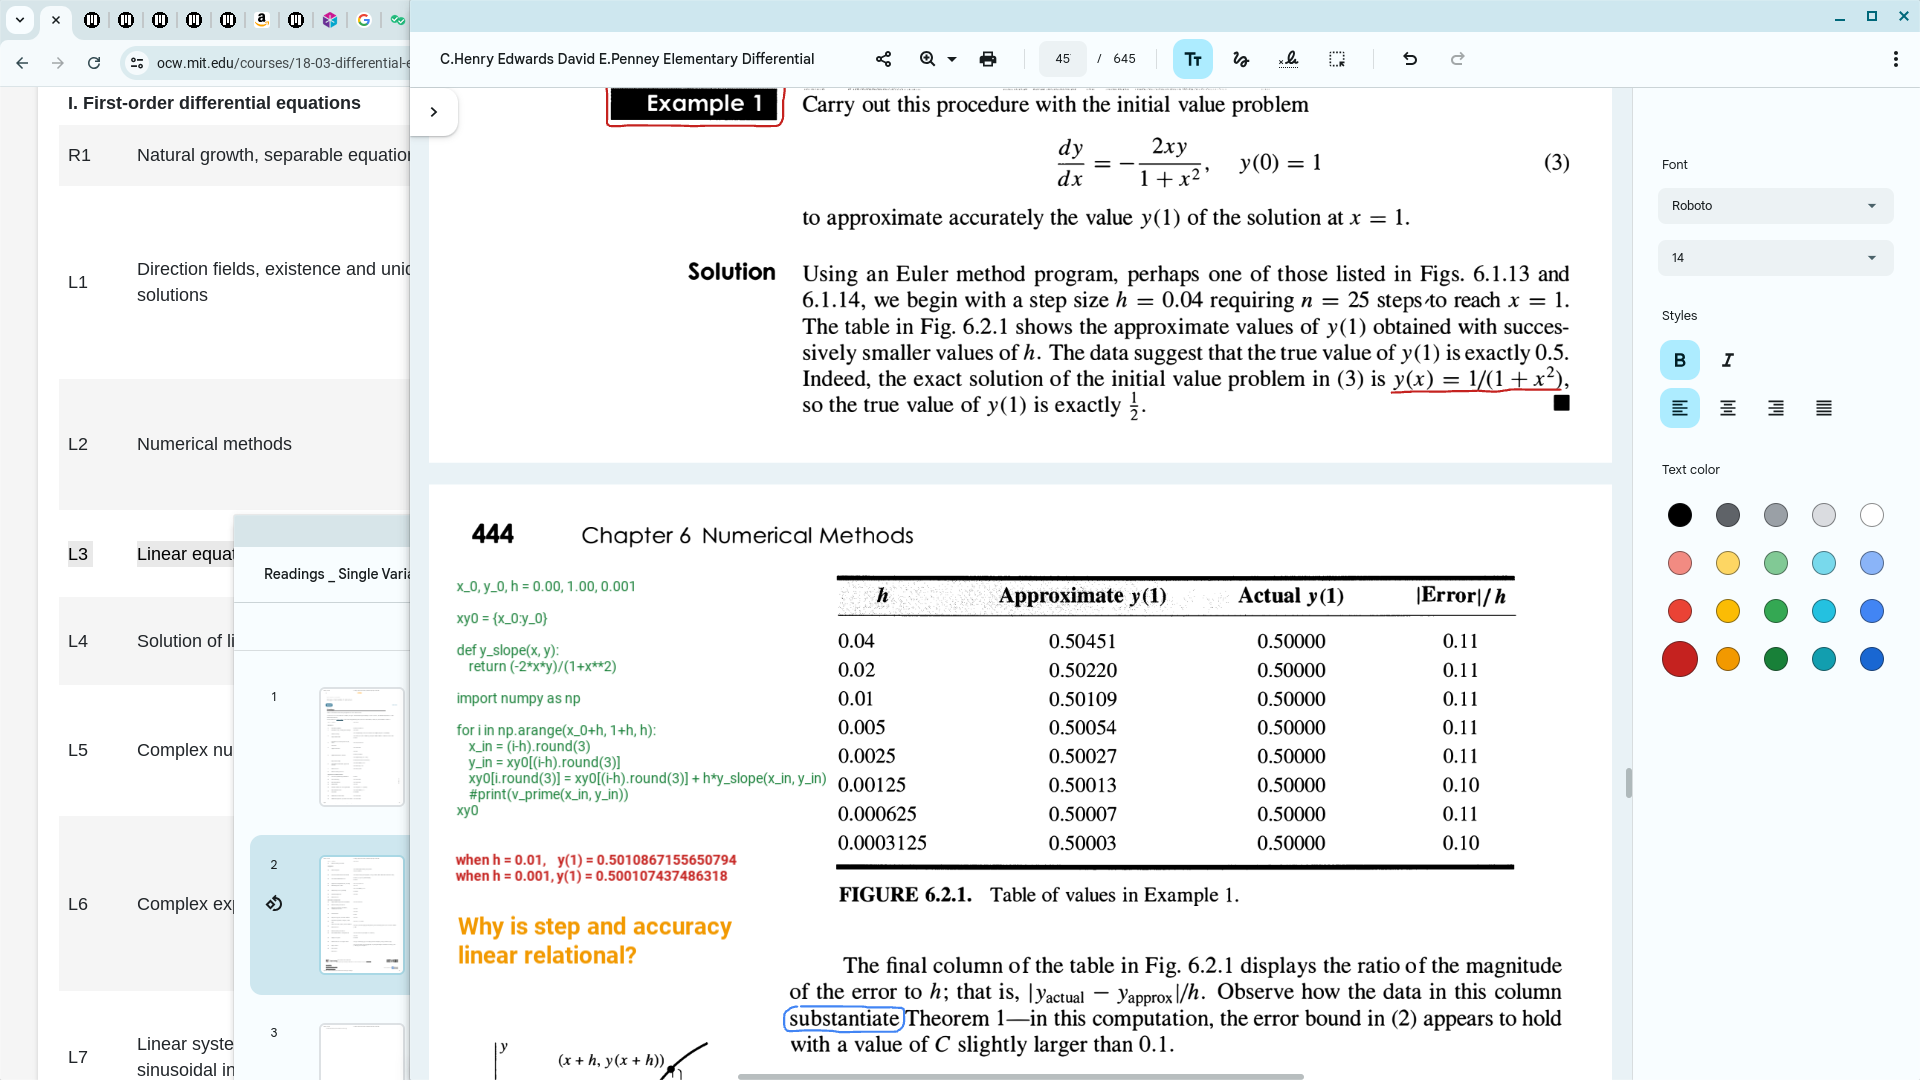 ocw.mit.edu/courses/18-03-differential-e
I. First-order differential equations
R1 Natural growth, separable equation
L1 Direction fields, existence and uniq
solutions
L2 Numerical methods
L3 Linear equat
L4 Solution of li
L5 Complex nu
L6 Complex exp
L7 Linear syste
sinusoidal in
Readings _ Single Varia
1
2
3
C.Henry Edwards David E.Penney Elementary Differential
45 / 645
Example 1 Carry out this procedure with the initial value problem
dy/dx = − 2xy/(1 + x²), y(0) = 1 (3)
to approximate accurately the value y(1) of the solution at x = 1.
Solution Using an Euler method program, perhaps one of those listed in Figs. 6.1.13 and
6.1.14, we begin with a step size h = 0.04 requiring n = 25 steps to reach x = 1.
The table in Fig. 6.2.1 shows the approximate values of y(1) obtained with succes-
sively smaller values of h. The data suggest that the true value of y(1) is exactly 0.5.
Indeed, the exact solution of the initial value problem in (3) is y(x) = 1/(1 + x²),
so the true value of y(1) is exactly 1/2.
444 Chapter 6 Numerical Methods
x_0, y_0, h = 0.00, 1.00, 0.001
xy0 = {x_0:y_0}
def y_slope(x, y):
return (-2*x*y)/(1+x**2)
import numpy as np
for i in np.arange(x_0+h, 1+h, h):
x_in = (i-h).round(3)
y_in = xy0[(i-h).round(3)]
xy0[i.round(3)] = xy0[(i-h).round(3)] + h*y_slope(x_in, y_in)
#print(v_prime(x_in, y_in))
xy0
when h = 0.01, y(1) = 0.5010867155650794
when h = 0.001, y(1) = 0.500107437486318
Why is step and accuracy
linear relational?
h Approximate y(1) Actual y(1) |Error|/h
0.04 0.50451 0.50000 0.11
0.02 0.50220 0.50000 0.11
0.01 0.50109 0.50000 0.11
0.005 0.50054 0.50000 0.11
0.0025 0.50027 0.50000 0.11
0.00125 0.50013 0.50000 0.10
0.000625 0.50007 0.50000 0.11
0.0003125 0.50003 0.50000 0.10
FIGURE 6.2.1. Table of values in Example 1.
The final column of the table in Fig. 6.2.1 displays the ratio of the magnitude
of the error to h; that is, |y_actual − y_approx|/h. Observe how the data in this column
substantiate Theorem 1—in this computation, the error bound in (2) appears to hold
with a value of C slightly larger than 0.1.
y
(x + h, y(x + h))
Font
Roboto
14
Styles
B I
Text color